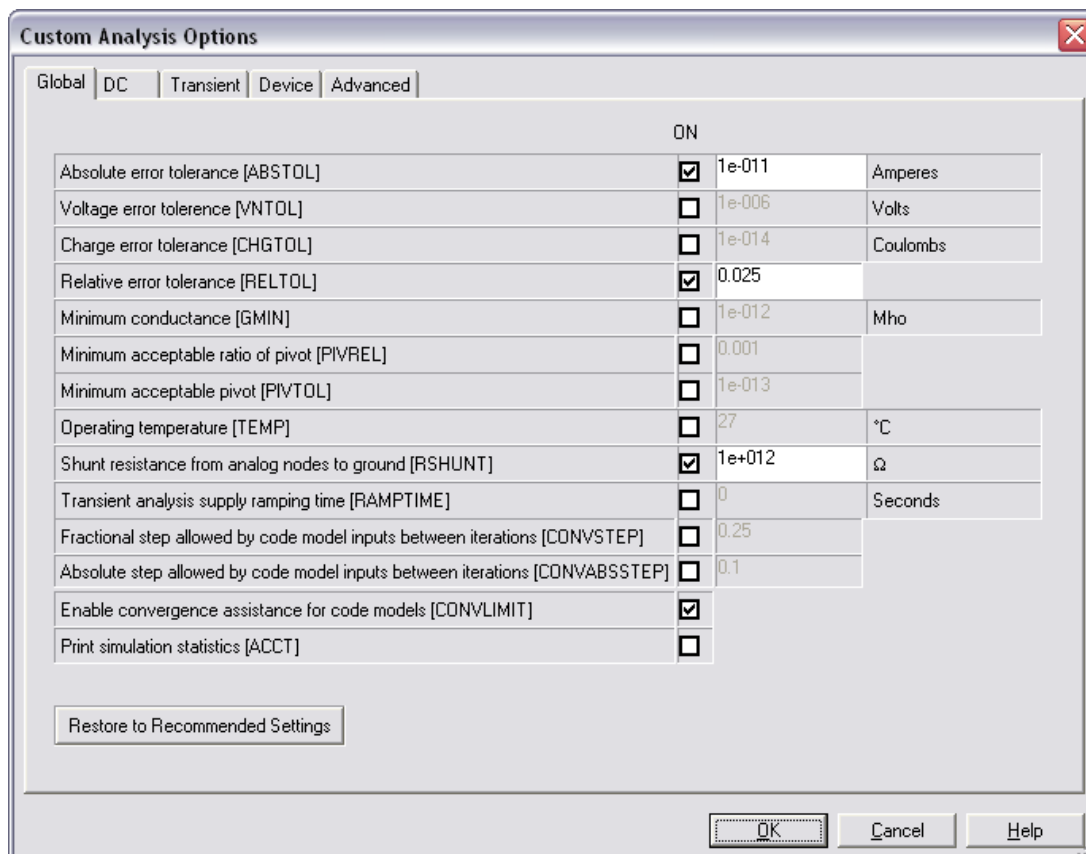 Custom Analysis Options
Global DC Transient Device Advanced
ON
Absolute error tolerance [ABSTOL] 1e-011 Amperes
Voltage error tolerence [VNTOL] 1e-006 Volts
Charge error tolerance [CHGTOL] 1e-014 Coulombs
Relative error tolerance [RELTOL] 0.025
Minimum conductance [GMIN] 1e-012 Mho
Minimum acceptable ratio of pivot [PIVREL] 0.001
Minimum acceptable pivot [PIVTOL] 1e-013
Operating temperature [TEMP] 27 °C
Shunt resistance from analog nodes to ground [RSHUNT] 1e+012 Ω
Transient analysis supply ramping time [RAMPTIME] 0 Seconds
Fractional step allowed by code model inputs between iterations [CONVSTEP] 0.25
Absolute step allowed by code model inputs between iterations [CONVABSSTEP] 0.1
Enable convergence assistance for code models [CONVLIMIT]
Print simulation statistics [ACCT]
Restore to Recommended Settings
OK Cancel Help